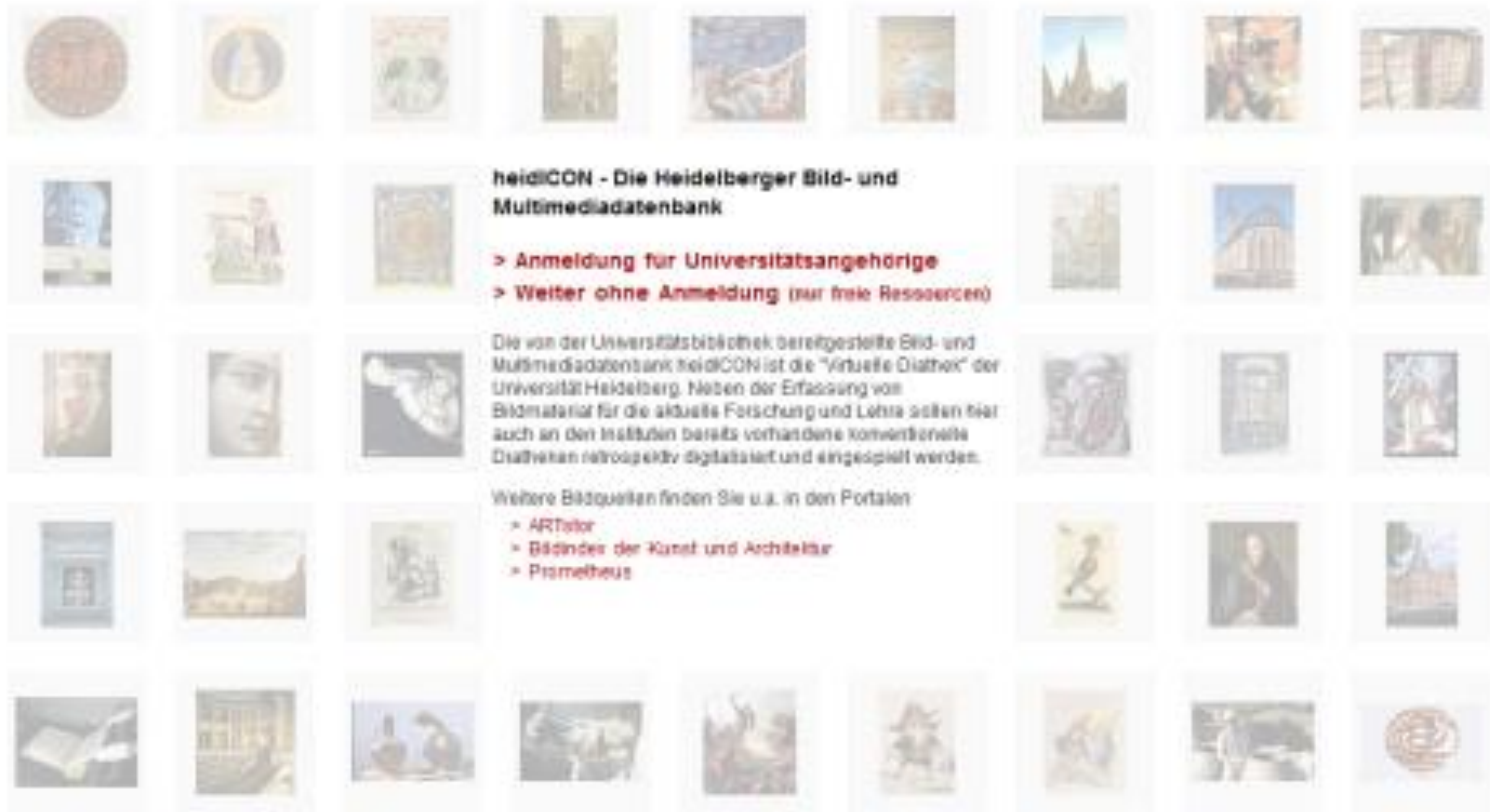 heidICON - Die Heidelberger Bild- und
Multimediadatenbank
> Anmeldung für Universitätsangehörige
> Weiter ohne Anmeldung (nur freie Ressourcen)
Die von der Universitätsbibliothek bereitgestellte Bild- und
Multimediadatenbank heidICON ist die "Virtuelle Diathek" der
Universität Heidelberg. Neben der Erfassung von
Bildmaterial für die aktuelle Forschung und Lehre sollen hier
auch an den Instituten bereits vorhandene konventionelle
Diatheken retrospektiv digitalisiert und eingespielt werden.
Weitere Bildquellen finden Sie u.a. in den Portalen
> ARTstor
> Bildindex der Kunst und Architektur
> Prometheus